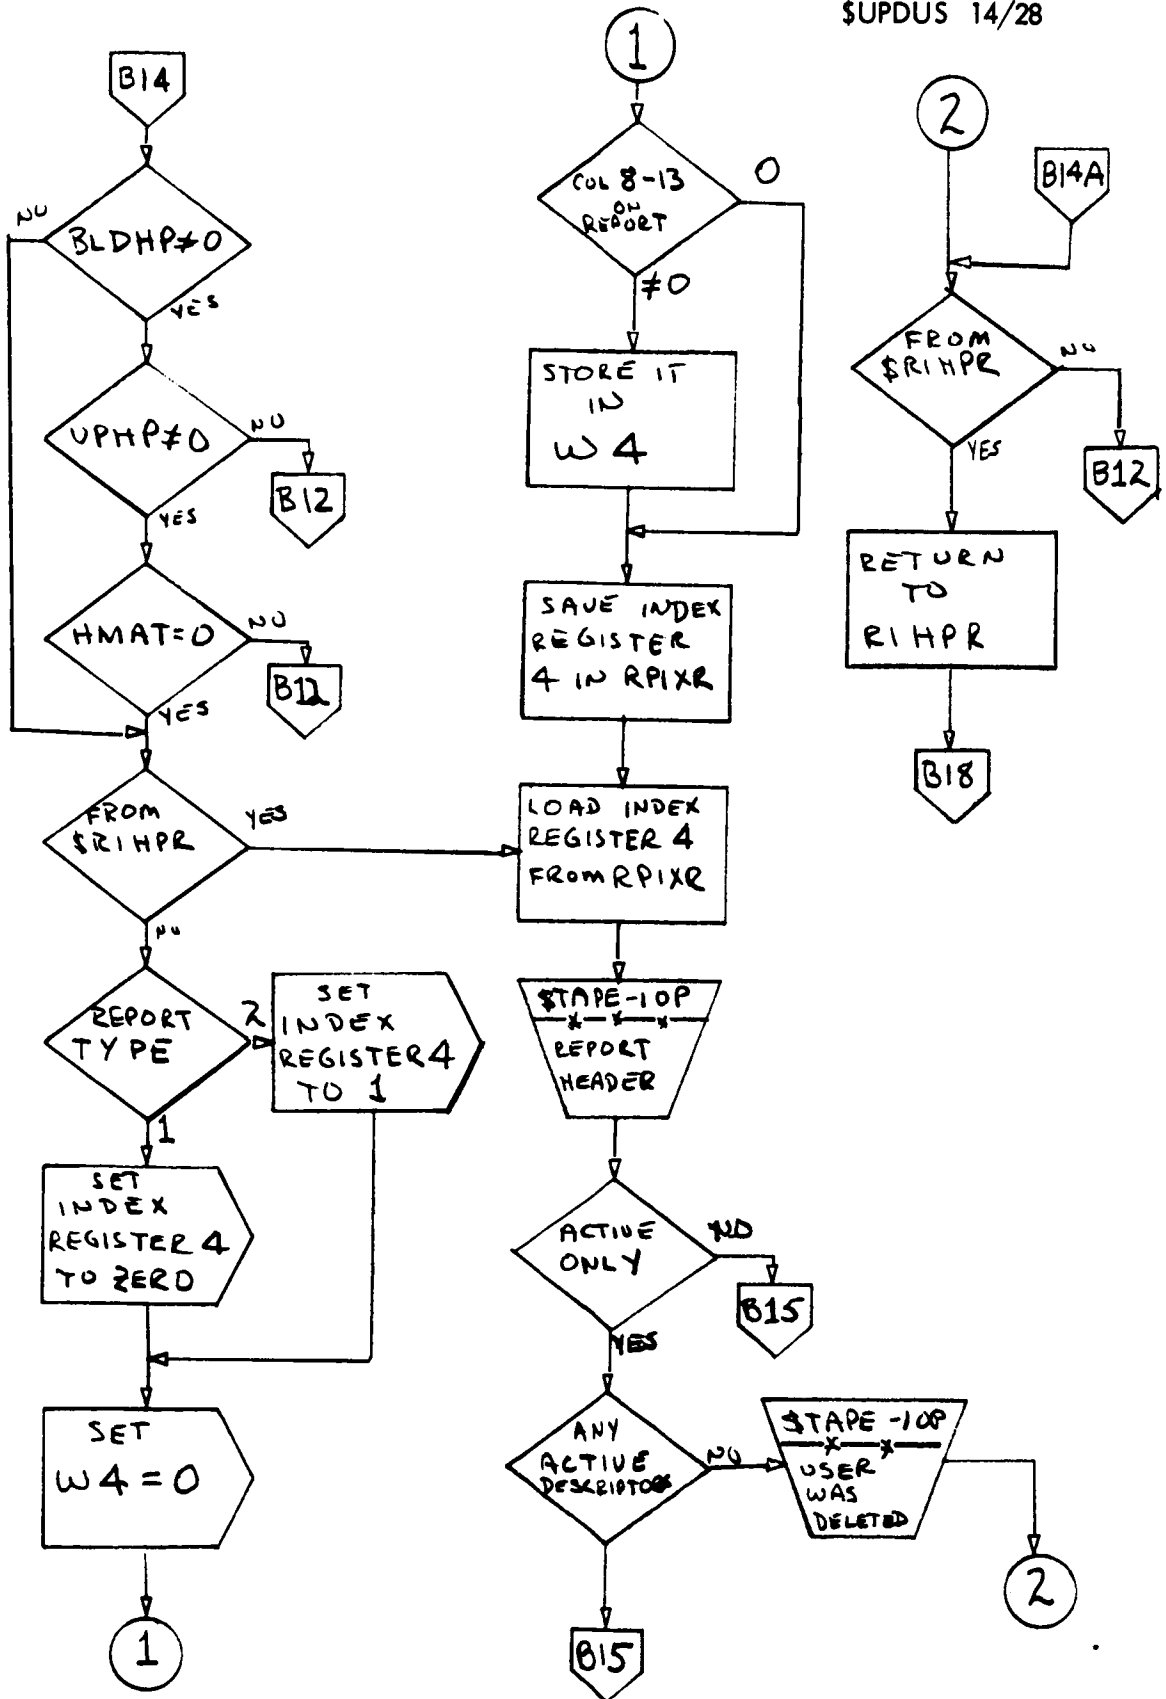 $UPDUS 14/28
B14
BLDHP≠0
NO
YES
UPHP≠0
NO
B12
YES
HMAT=0
NO
B12
YES
FROM
$RIHPR
YES
NO
REPORT
TYPE
2
SET
INDEX
REGISTER 4
TO 1
1
SET
INDEX
REGISTER 4
TO ZERO
SET
W4=0
1
1
COL 8-13
ON
REPORT
0
≠0
STORE IT
IN
W4
SAVE INDEX
REGISTER
4 IN RPIXR
LOAD INDEX
REGISTER 4
FROM RPIXR
$TAPE-IOP
REPORT
HEADER
ACTIVE
ONLY
NO
B15
YES
ANY
ACTIVE
DESCRIPTORS
NO
$TAPE-IOP
USER
WAS
DELETED
2
B15
2
B14A
FROM
$RIHPR
NO
B12
YES
RETURN
TO
RIHPR
B18